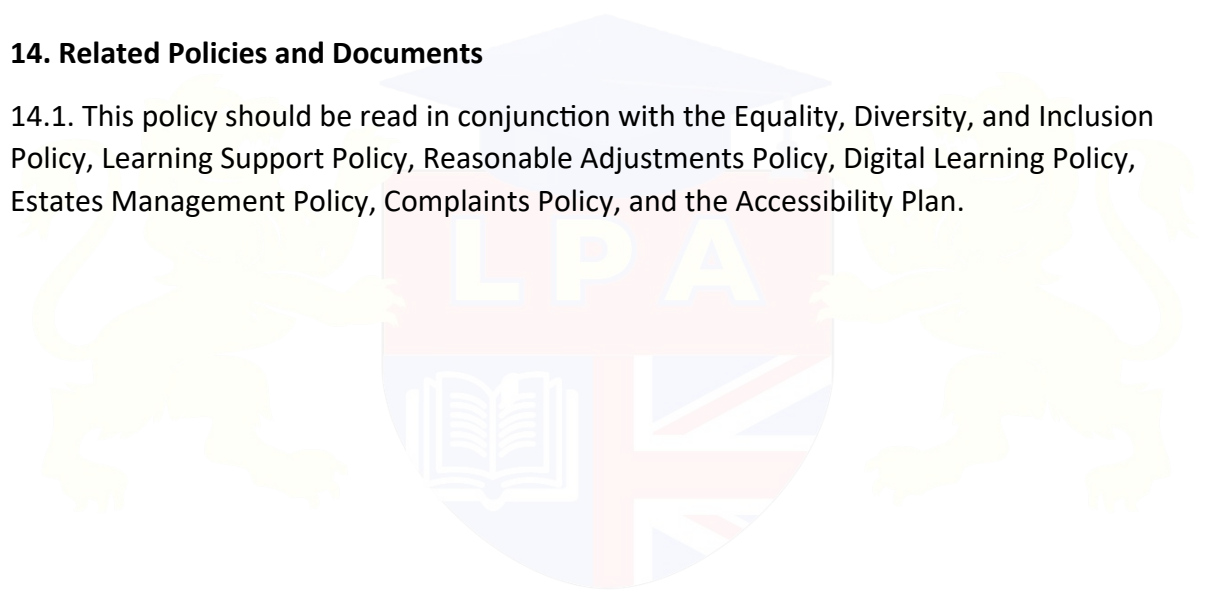 14. Related Policies and Documents
14.1. This policy should be read in conjunction with the Equality, Diversity, and Inclusion
Policy, Learning Support Policy, Reasonable Adjustments Policy, Digital Learning Policy,
Estates Management Policy, Complaints Policy, and the Accessibility Plan.
LPA